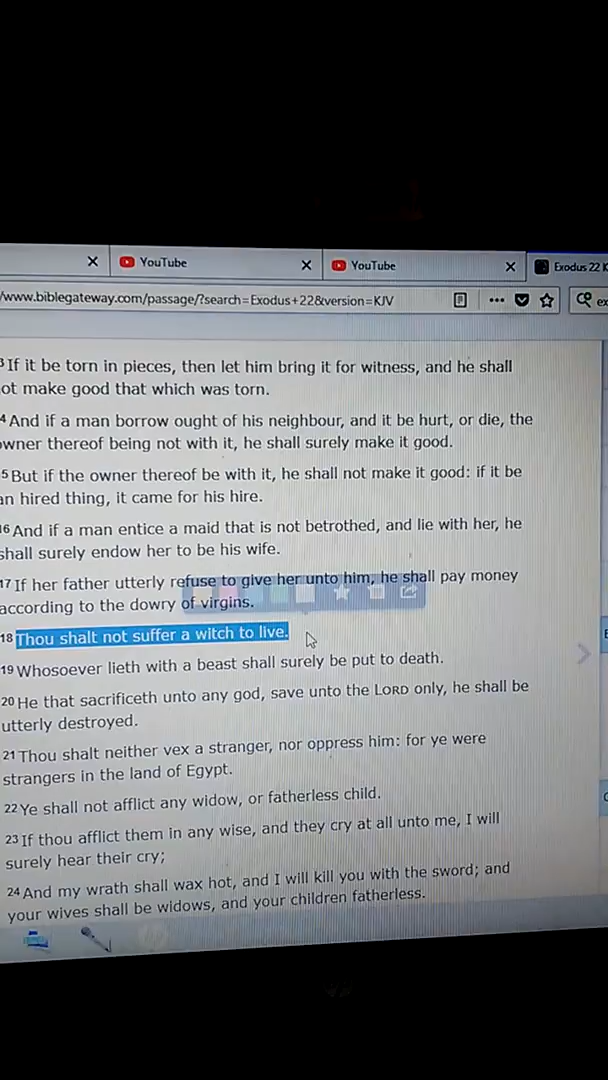 YouTube
YouTube
Exodus 22 K
/www.biblegateway.com/passage/?search=Exodus+22&version=KJV
ex
3 If it be torn in pieces, then let him bring it for witness, and he shall
ot make good that which was torn.
4 And if a man borrow ought of his neighbour, and it be hurt, or die, the
owner thereof being not with it, he shall surely make it good.
5 But if the owner thereof be with it, he shall not make it good: if it be
an hired thing, it came for his hire.
16 And if a man entice a maid that is not betrothed, and lie with her, he
shall surely endow her to be his wife.
17 If her father utterly refuse to give her unto him, he shall pay money
according to the dowry of virgins.
18 Thou shalt not suffer a witch to live.
19 Whosoever lieth with a beast shall surely be put to death.
20 He that sacrificeth unto any god, save unto the LORD only, he shall be
utterly destroyed.
21 Thou shalt neither vex a stranger, nor oppress him: for ye were
strangers in the land of Egypt.
22 Ye shall not afflict any widow, or fatherless child.
23 If thou afflict them in any wise, and they cry at all unto me, I will
surely hear their cry;
24 And my wrath shall wax hot, and I will kill you with the sword; and
your wives shall be widows, and your children fatherless.